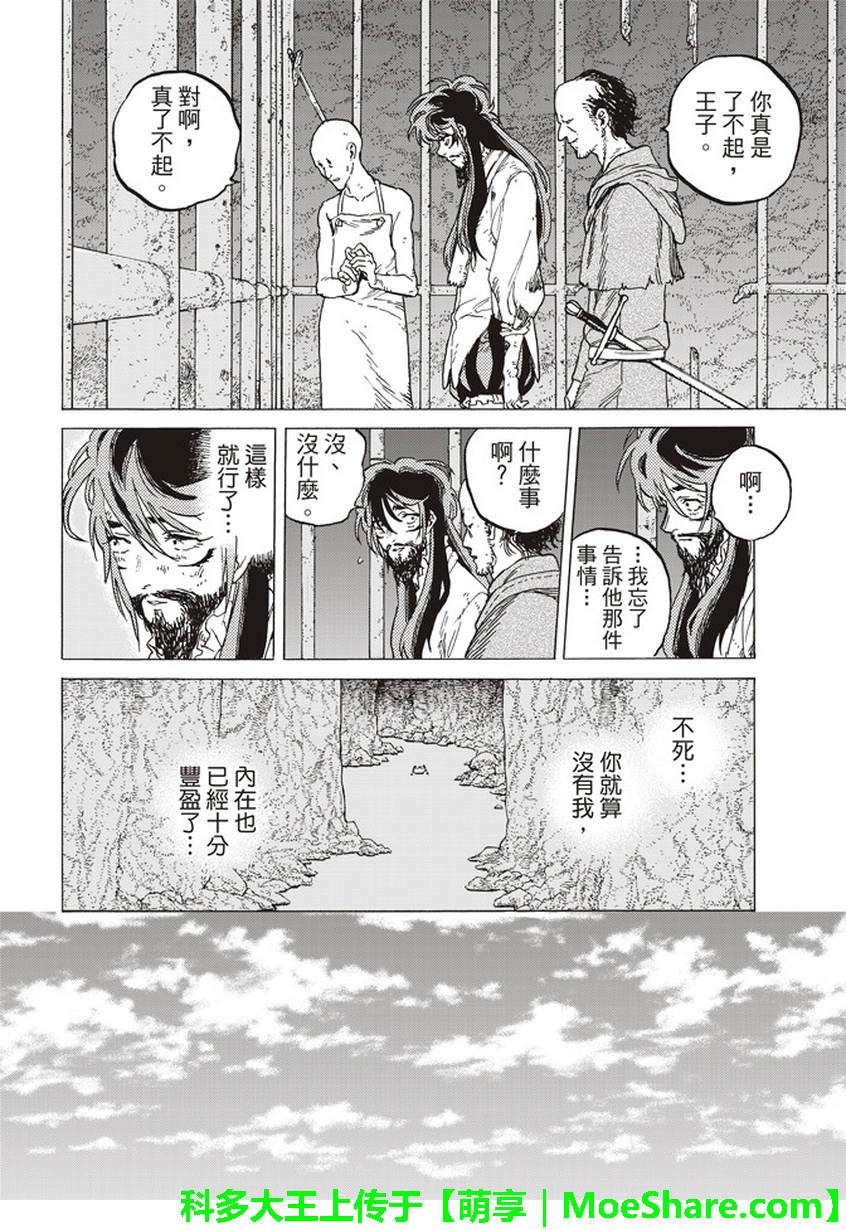 你真是
了不起，
王子。
對啊，
真了不起。
啊…
…我忘了
告訴他那件
事情…
什麼事
啊？
沒、
沒什麼。
這樣
就行了…
不死…
你就算
沒有我，
內在也
已經十分
豐盈了…
科多大王上传于【萌享｜MoeShare.com】